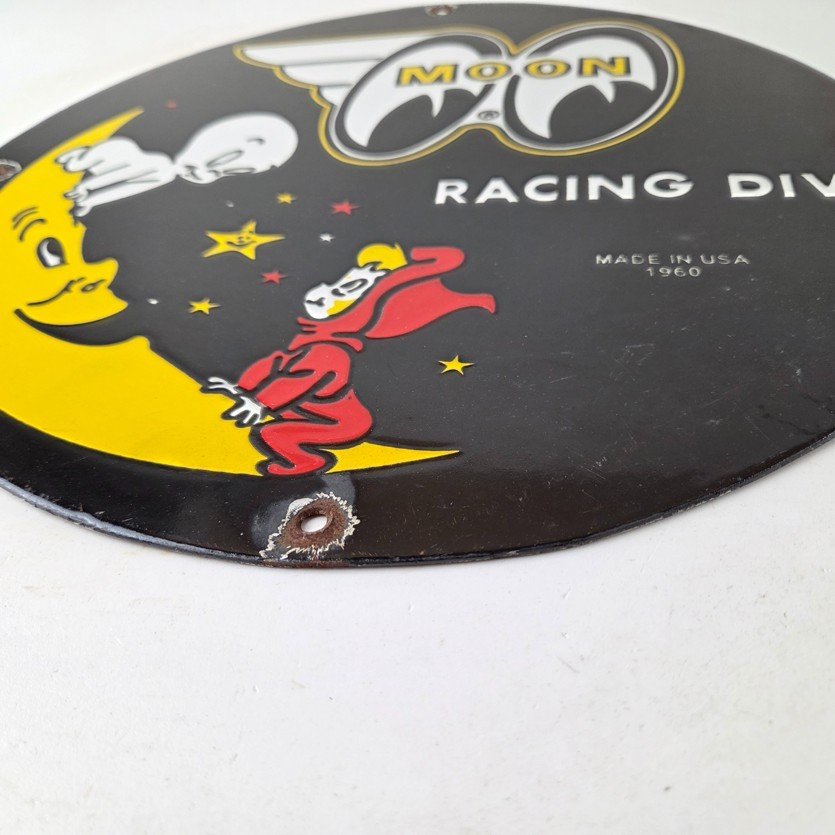 MOON
®
RACING DIV
MADE IN USA
1960